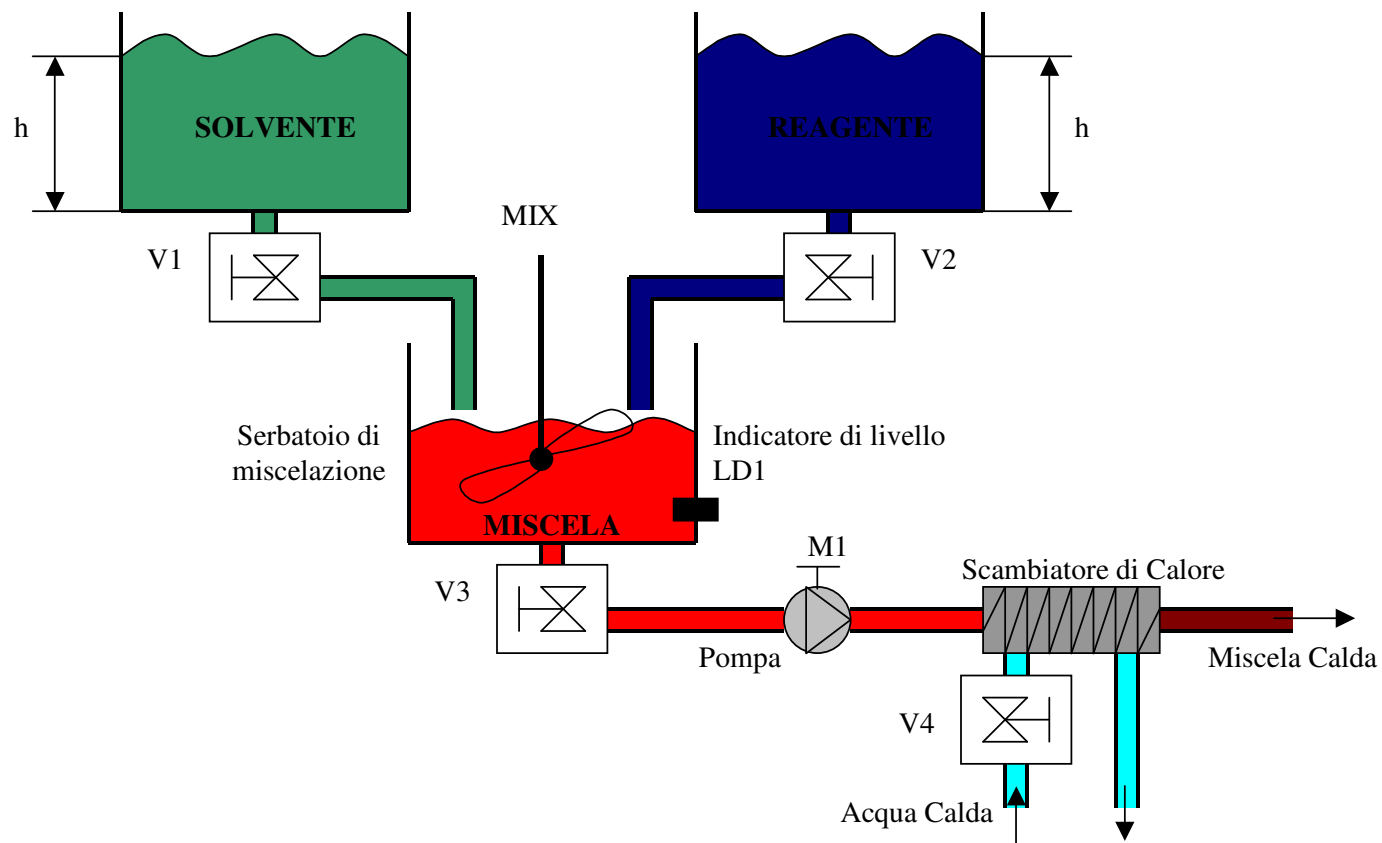 h
SOLVENTE
REAGENTE
h
MIX
V1
V2
Serbatoio di
miscelazione
Indicatore di livello
LD1
MISCELA
M1
V3
Scambiatore di Calore
Pompa
Miscela Calda
V4
Acqua Calda